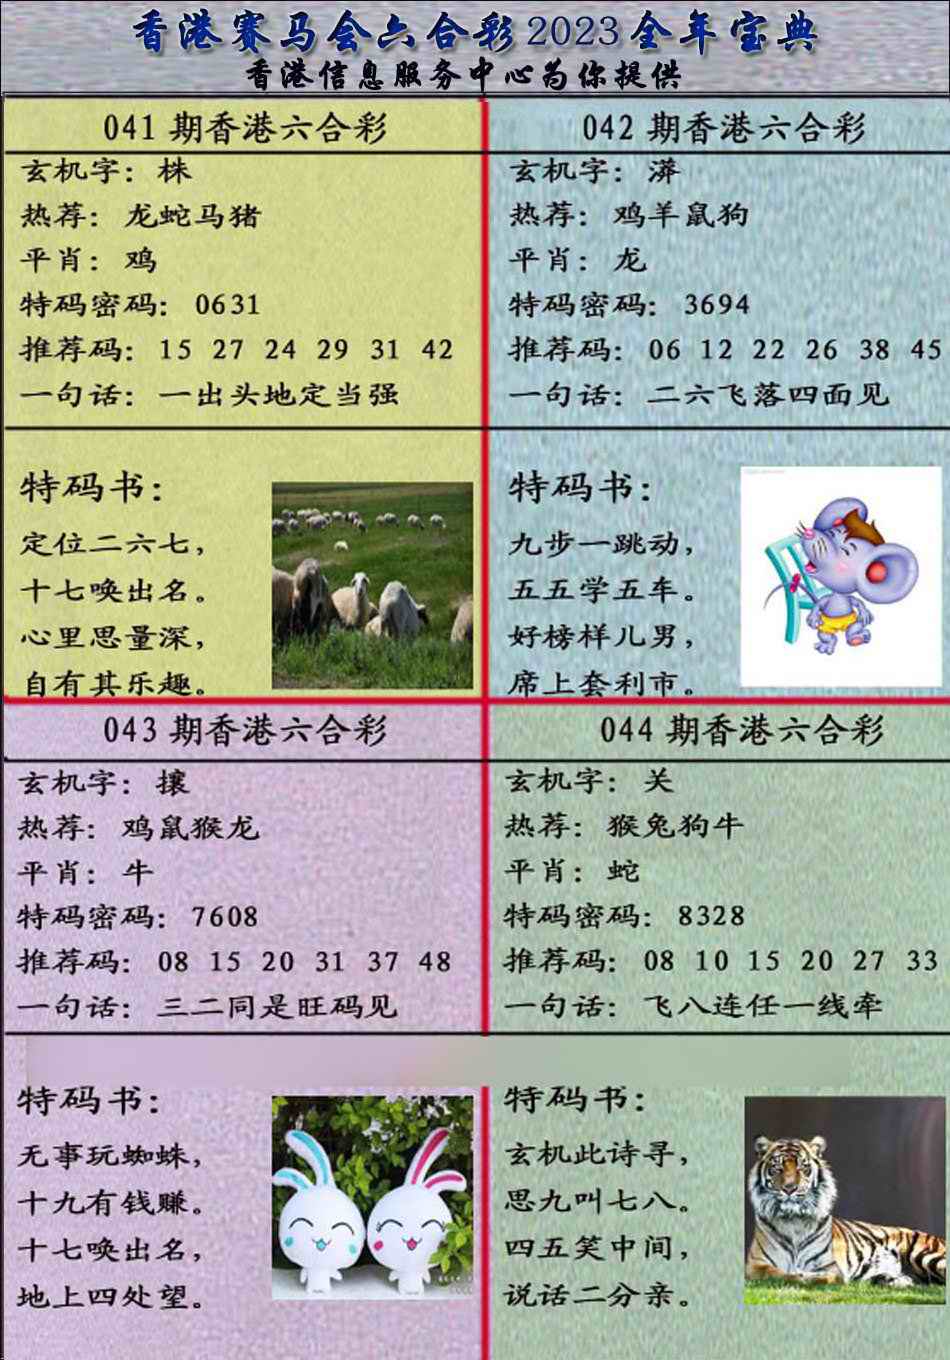 香港赛马会六合彩2023全年宝典
香港信息服务中心为你提供
041期香港六合彩
玄机字：株
热荐：龙蛇马猪
平肖：鸡
特码密码：0631
推荐码：15 27 24 29 31 42
一句话：一出头地定当强
特码书：
定位二六七，
十七唤出名。
心里思量深，
自有其乐趣。
042期香港六合彩
玄机字：漭
热荐：鸡羊鼠狗
平肖：龙
特码密码：3694
推荐码：06 12 22 26 38 45
一句话：二六飞落四面见
特码书：
九步一跳动，
五五学五车。
好榜样儿男，
席上套利市。
043期香港六合彩
玄机字：攘
热荐：鸡鼠猴龙
平肖：牛
特码密码：7608
推荐码：08 15 20 31 37 48
一句话：三二同是旺码见
特码书：
无事玩蜘蛛，
十九有钱赚。
十七唤出名，
地上四处望。
044期香港六合彩
玄机字：关
热荐：猴兔狗牛
平肖：蛇
特码密码：8328
推荐码：08 10 15 20 27 33
一句话：飞八连任一线牵
特码书：
玄机此诗寻，
思九叫七八。
四五笑中间，
说话二分亲。